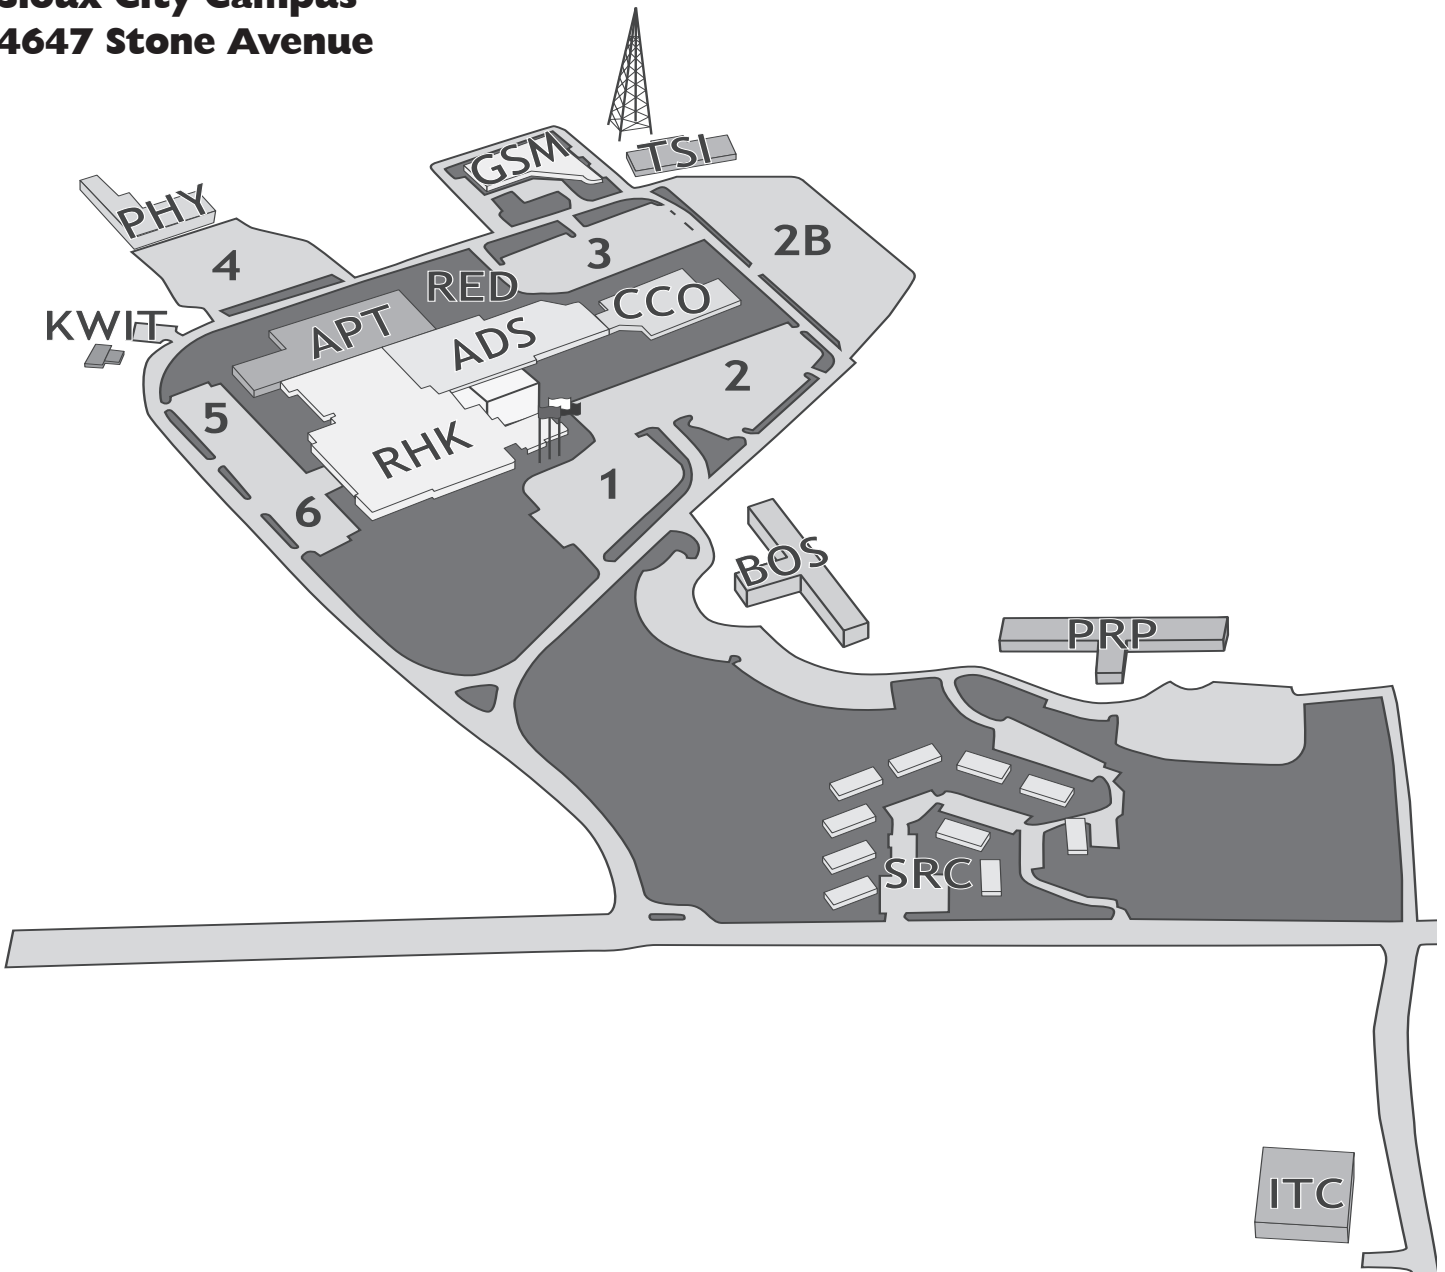 Sioux City Campus
4647 Stone Avenue
GSM
TSI
PHY
4
3
2B
RED
KWIT
APT
ADS
CCO
2
5
RHK
1
6
BOS
PRP
SRC
ITC